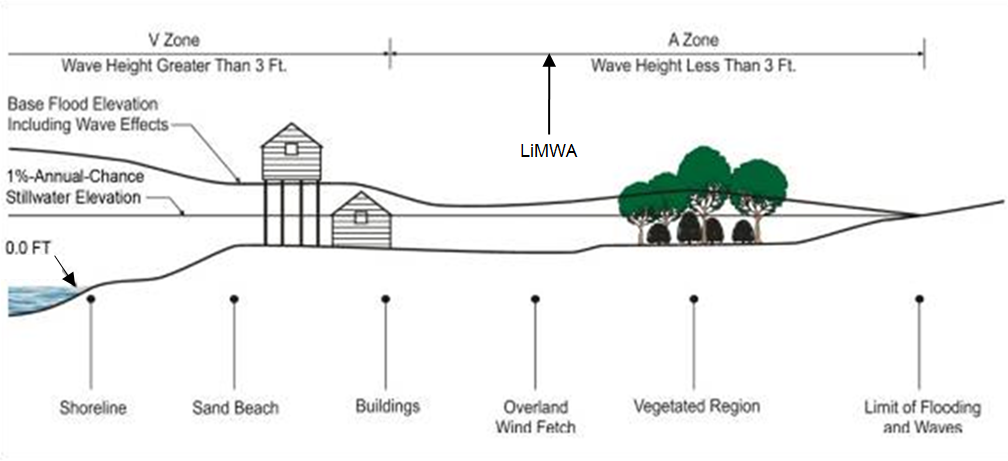 V Zone
Wave Height Greater Than 3 Ft.
A Zone
Wave Height Less Than 3 Ft.
Base Flood Elevation
Including Wave Effects
LiMWA
1%-Annual-Chance
Stillwater Elevation
0.0 FT
Shoreline
Sand Beach
Buildings
Overland
Wind Fetch
Vegetated Region
Limit of Flooding
and Waves